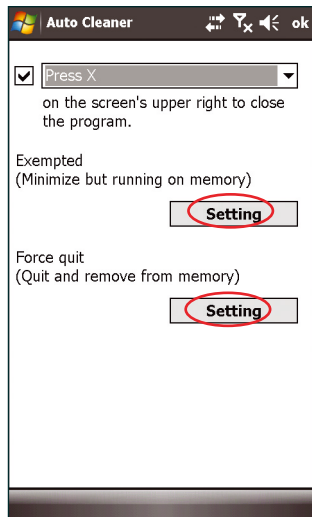 Auto Cleaner ok
Press X
on the screen's upper right to close
the program.
Exempted
(Minimize but running on memory)
Setting
Force quit
(Quit and remove from memory)
Setting